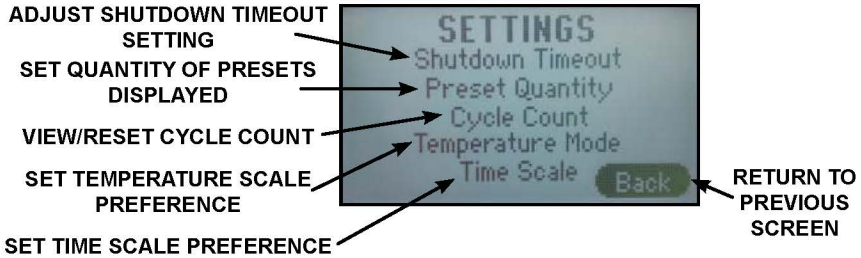 ADJUST SHUTDOWN TIMEOUT
SETTING
SET QUANTITY OF PRESETS
DISPLAYED
VIEW/RESET CYCLE COUNT
SET TEMPERATURE SCALE
PREFERENCE
SET TIME SCALE PREFERENCE
SETTINGS
Shutdown Timeout
Preset Quantity
Cycle Count
Temperature Mode
Time Scale
Back
RETURN TO
PREVIOUS
SCREEN